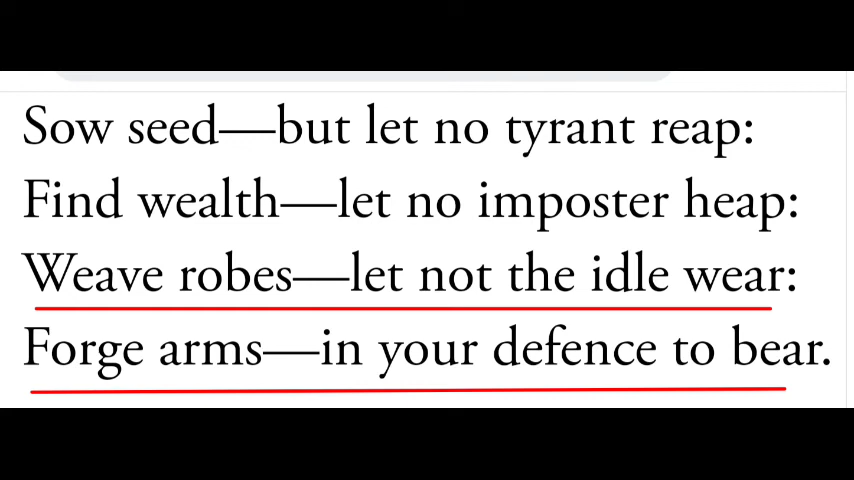 Sow seed—but let no tyrant reap:
Find wealth—let no imposter heap:
Weave robes—let not the idle wear:
Forge arms—in your defence to bear.